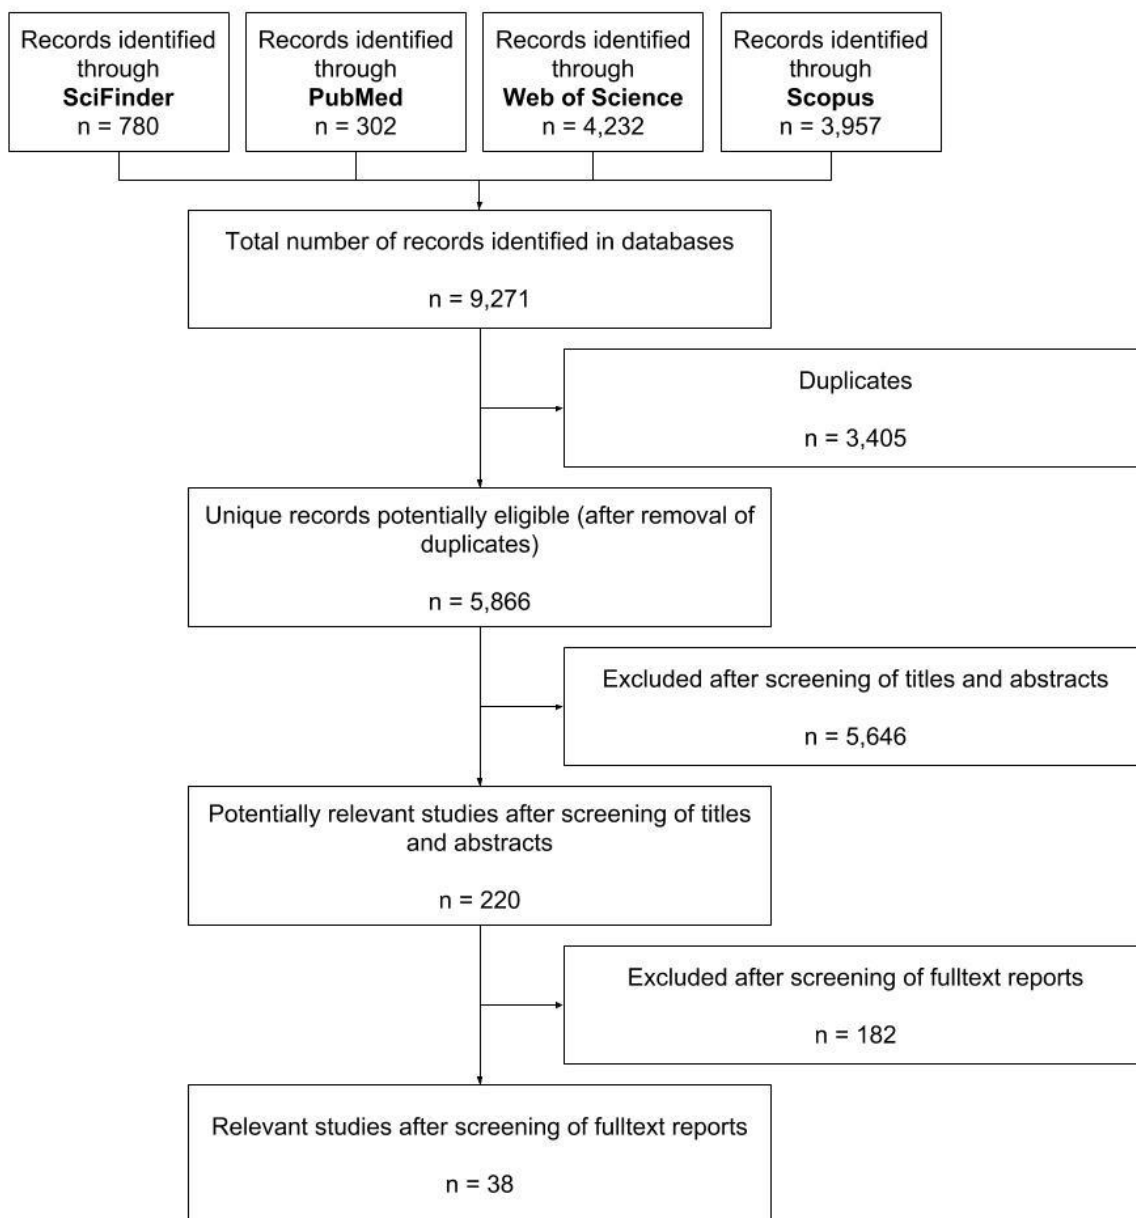 Records identified
through
SciFinder
n = 780
Records identified
through
PubMed
n = 302
Records identified
through
Web of Science
n = 4,232
Records identified
through
Scopus
n = 3,957
Total number of records identified in databases
n = 9,271
Duplicates
n = 3,405
Unique records potentially eligible (after removal of
duplicates)
n = 5,866
Excluded after screening of titles and abstracts
n = 5,646
Potentially relevant studies after screening of titles
and abstracts
n = 220
Excluded after screening of fulltext reports
n = 182
Relevant studies after screening of fulltext reports
n = 38